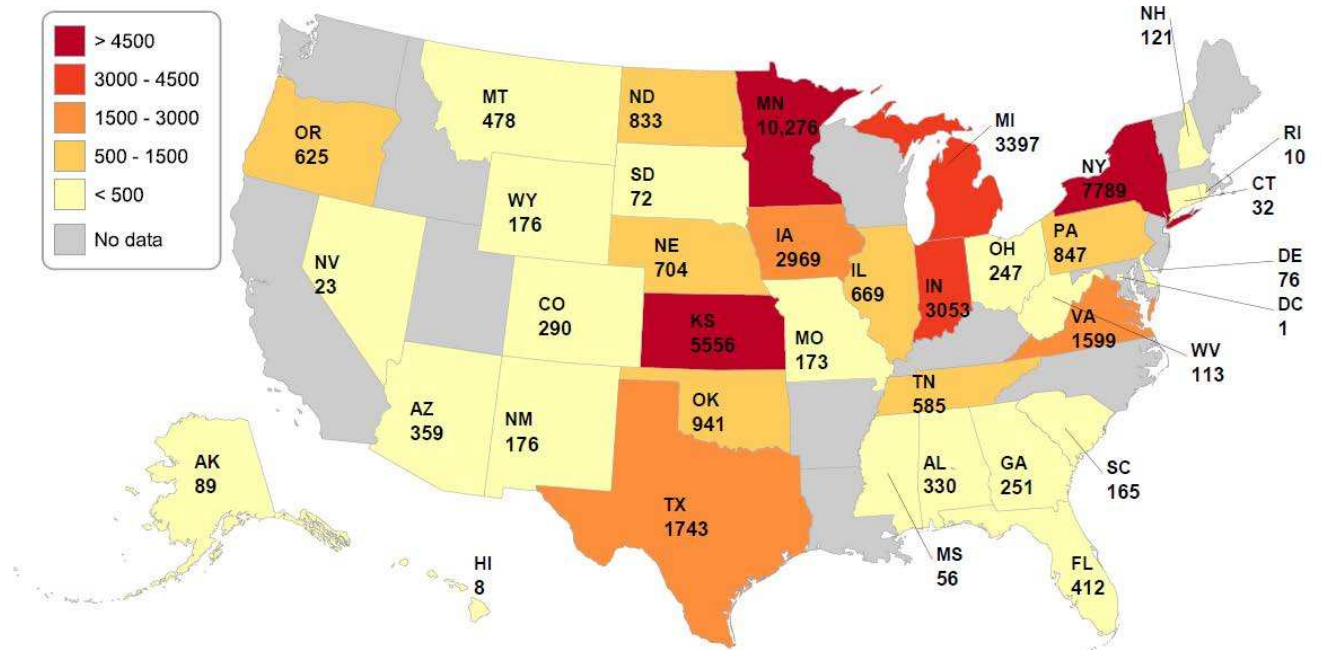 > 4500
3000 - 4500
1500 - 3000
500 - 1500
< 500
No data
NH
121
MT
478
ND
833
MN
10,276
MI
3397
RI
10
OR
625
NY
7789
CT
32
SD
72
WY
176
IA
2969
PA
847
NE
704
OH
247
DE
76
NV
23
IL
669
IN
3053
DC
1
CO
290
KS
5556
MO
173
VA
1599
WV
113
TN
585
AZ
359
NM
176
OK
941
AK
89
AL
330
GA
251
SC
165
TX
1743
MS
56
HI
8
FL
412